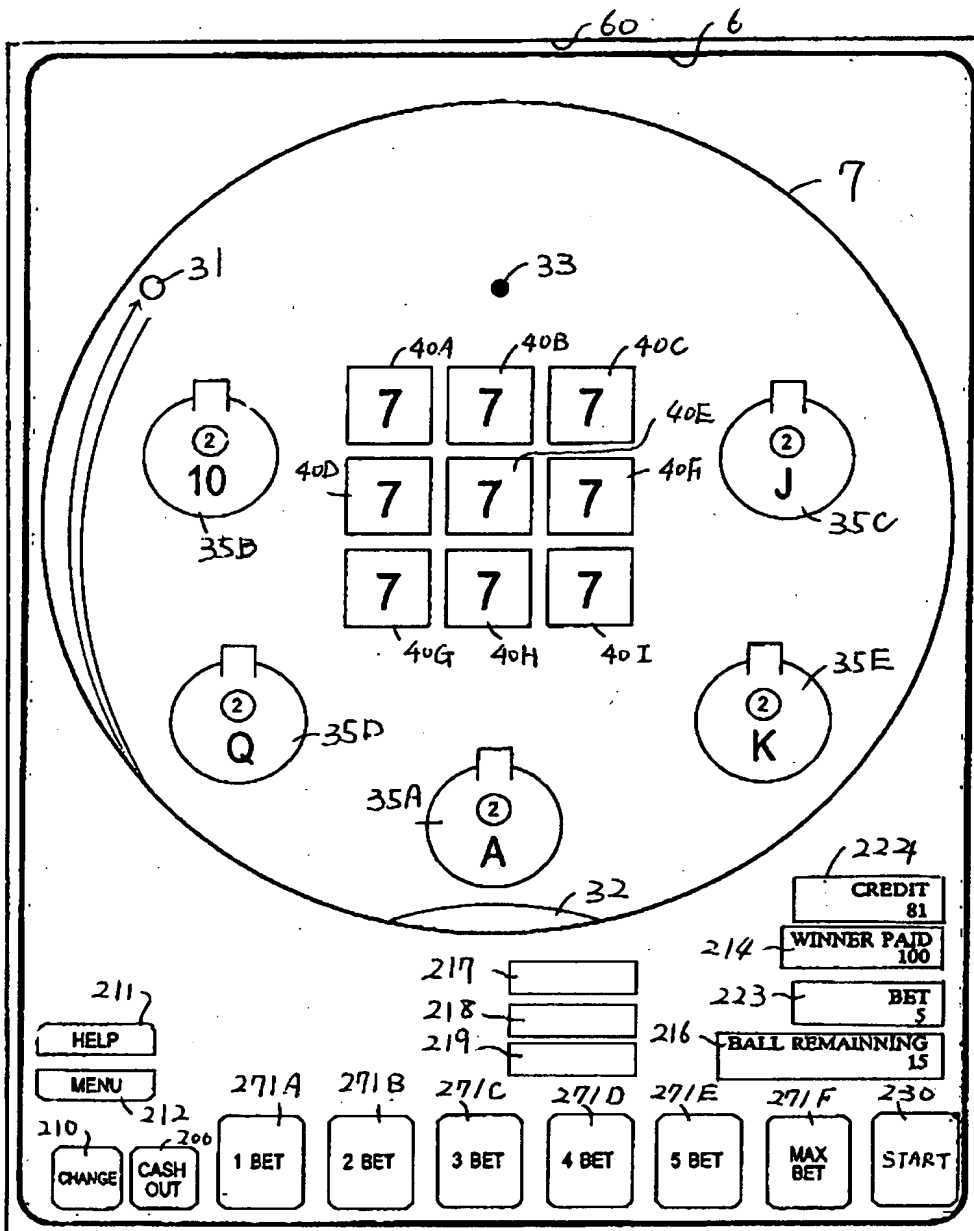 60 6
7
31 33
40A 40B 40C
7 7 7
40E
2 10
2 J
40D 7 7 7 40F
35B 35C
7 7 7
40G 40H 40I
35E
2 Q 35D
2 K
35A 2 A
32
224
CREDIT
81
214 WINNER PAID
100
217
223 BET
5
218
216 BALL REMAINNING
15
219
211
HELP
MENU
212
271A 271B 271C 271D 271E 271F 230
210 200
CHANGE CASH OUT 1 BET 2 BET 3 BET 4 BET 5 BET MAX BET START